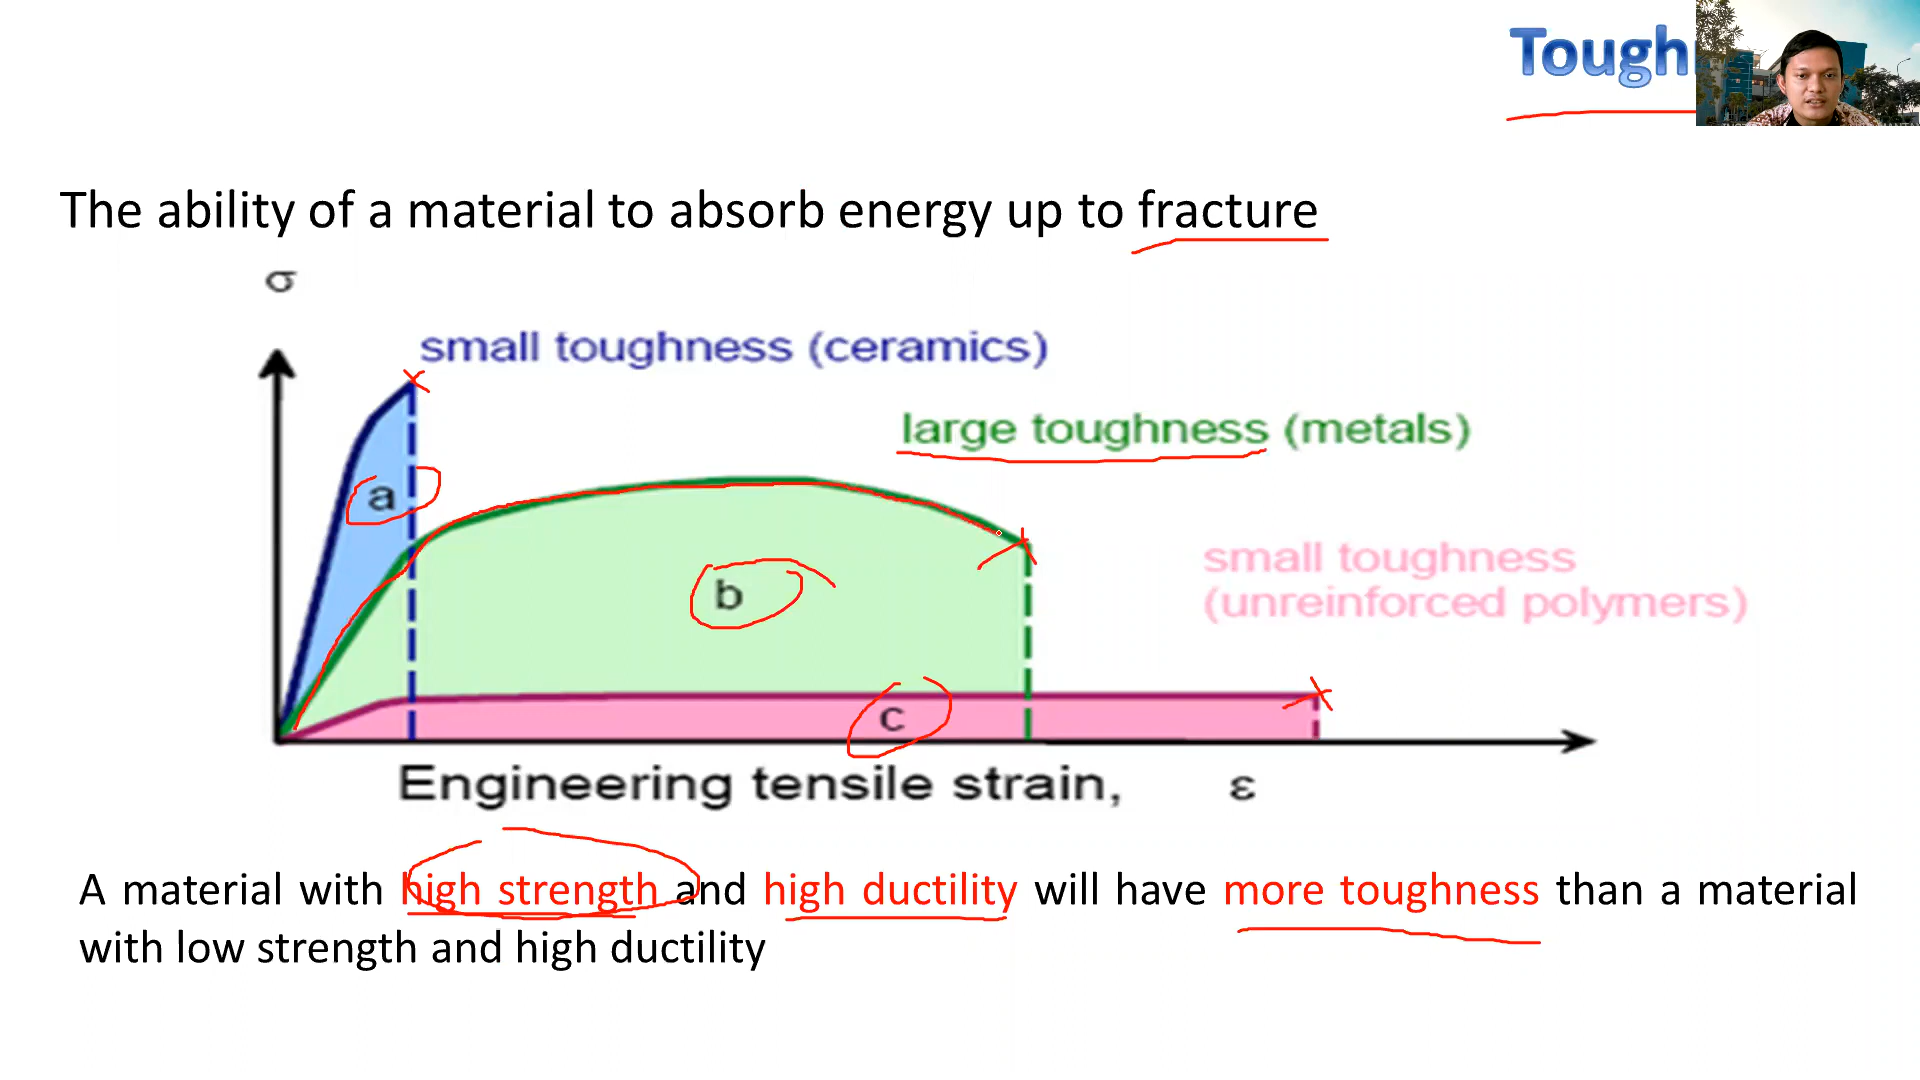 Tough
The ability of a material to absorb energy up to fracture
σ
small toughness (ceramics)
large toughness (metals)
a
small toughness
b
(unreinforced polymers)
c
Engineering tensile strain, ε
A material with high strength and high ductility will have more toughness than a material
with low strength and high ductility